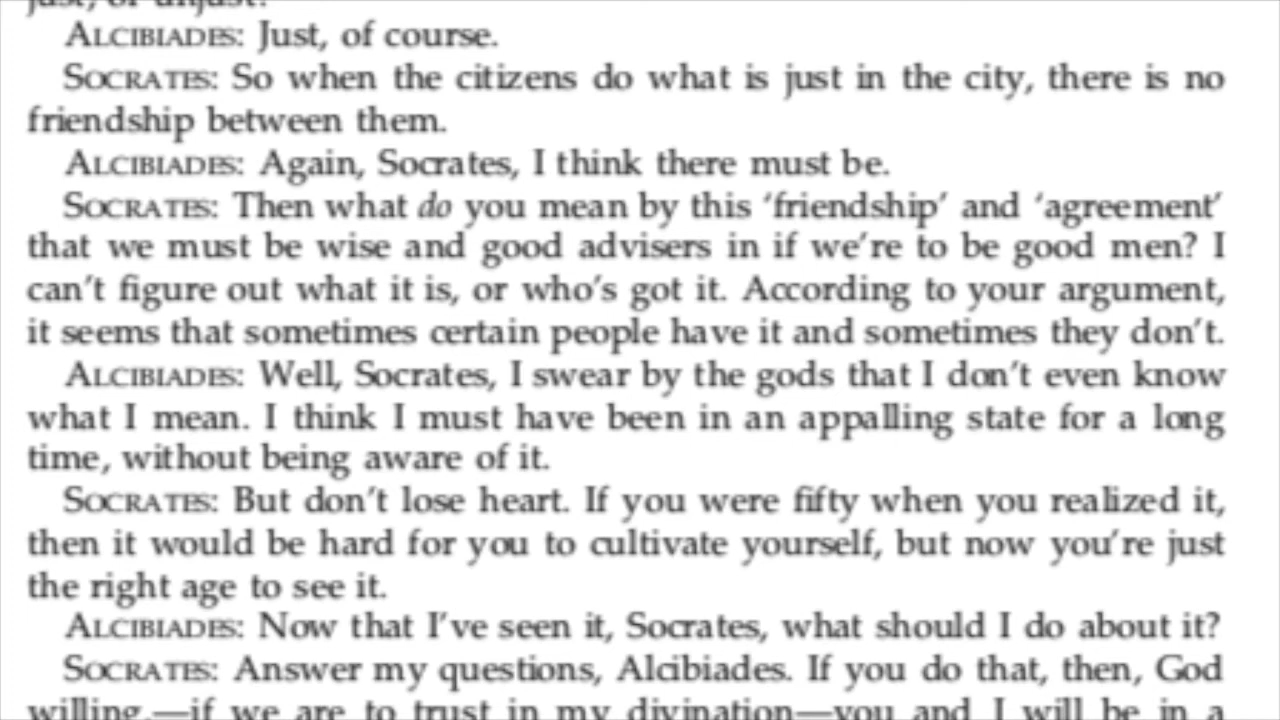 just, or unjust?
ALCIBIADES: Just, of course.
SOCRATES: So when the citizens do what is just in the city, there is no
friendship between them.
ALCIBIADES: Again, Socrates, I think there must be.
SOCRATES: Then what do you mean by this ‘friendship’ and ‘agreement’
that we must be wise and good advisers in if we’re to be good men? I
can’t figure out what it is, or who’s got it. According to your argument,
it seems that sometimes certain people have it and sometimes they don’t.
ALCIBIADES: Well, Socrates, I swear by the gods that I don’t even know
what I mean. I think I must have been in an appalling state for a long
time, without being aware of it.
SOCRATES: But don’t lose heart. If you were fifty when you realized it,
then it would be hard for you to cultivate yourself, but now you’re just
the right age to see it.
ALCIBIADES: Now that I’ve seen it, Socrates, what should I do about it?
SOCRATES: Answer my questions, Alcibiades. If you do that, then, God
willing,—if we are to trust in my divination—you and I will be in a